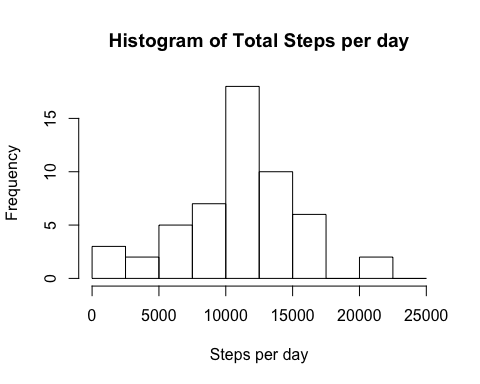 Histogram of Total Steps per day
Frequency
15
10
5
0
0 5000 10000 15000 20000 25000
Steps per day